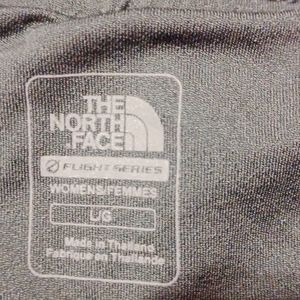 THE
NORTH
FACE
FLIGHT SERIES
WOMENS/FEMMES
L/G
Made in Thailand
Fabriqué en Thaïlande